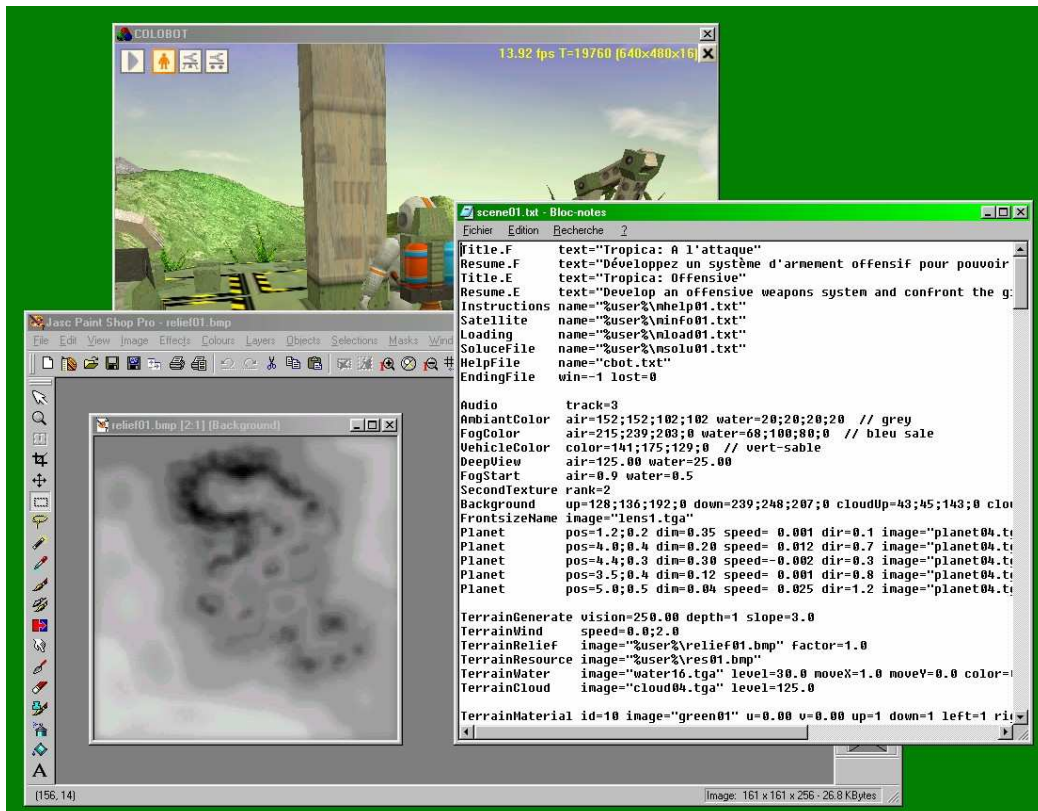 COLOBOT
13.92 fps T=19760 (640x480x16)
scene01.txt - Bloc-notes
Fichier Edition Recherche ?
Title.F text="Tropica: A l'attaque"
Resume.F text="Développez un système d'armement offensif pour pouvoir
Title.E text="Tropica: Offensive"
Resume.E text="Develop an offensive weapons system and confront the gi
Instructions name="%user%\mhelp01.txt"
Satellite name="%user%\minfo01.txt"
Loading name="%user%\mload01.txt"
SoluceFile name="%user%\msolu01.txt"
HelpFile name="cbot.txt"
EndingFile win=-1 lost=0
Audio track=3
AmbiantColor air=152;152;102;102 water=20;20;20;20 // grey
FogColor air=215;239;203;0 water=68;100;80;0 // bleu sale
VehicleColor color=141;175;129;0 // vert-sable
DeepView air=125.00 water=25.00
FogStart air=0.9 water=0.5
SecondTexture rank=2
Background up=128;136;192;0 down=239;248;207;0 cloudUp=43;45;143;0 clou
FrontsizeName image="lens1.tga"
Planet pos=1.2;0.2 dim=0.35 speed= 0.001 dir=0.1 image="planet04.tg
Planet pos=4.0;0.4 dim=0.20 speed= 0.012 dir=0.7 image="planet04.tg
Planet pos=4.4;0.3 dim=0.30 speed=-0.002 dir=0.3 image="planet04.tg
Planet pos=3.5;0.4 dim=0.12 speed= 0.001 dir=0.8 image="planet04.tg
Planet pos=5.0;0.5 dim=0.04 speed= 0.025 dir=1.2 image="planet04.tg
TerrainGenerate vision=250.00 depth=1 slope=3.0
TerrainWind speed=0.0;2.0
TerrainRelief image="%user%\relief01.bmp" factor=1.0
TerrainResource image="%user%\res01.bmp"
TerrainWater image="water16.tga" level=30.0 moveX=1.0 moveY=0.0 color=
TerrainCloud image="cloud04.tga" level=125.0
TerrainMaterial id=10 image="green01" u=0.00 v=0.00 up=1 down=1 left=1 rig
Jasc Paint Shop Pro - relief01.bmp
File Edit View Image Effects Colours Layers Objects Selections Masks Wind
relief01.bmp [2:1] (Background)
A
(156, 14)
Image: 161 x 161 x 256 - 26.8 KBytes